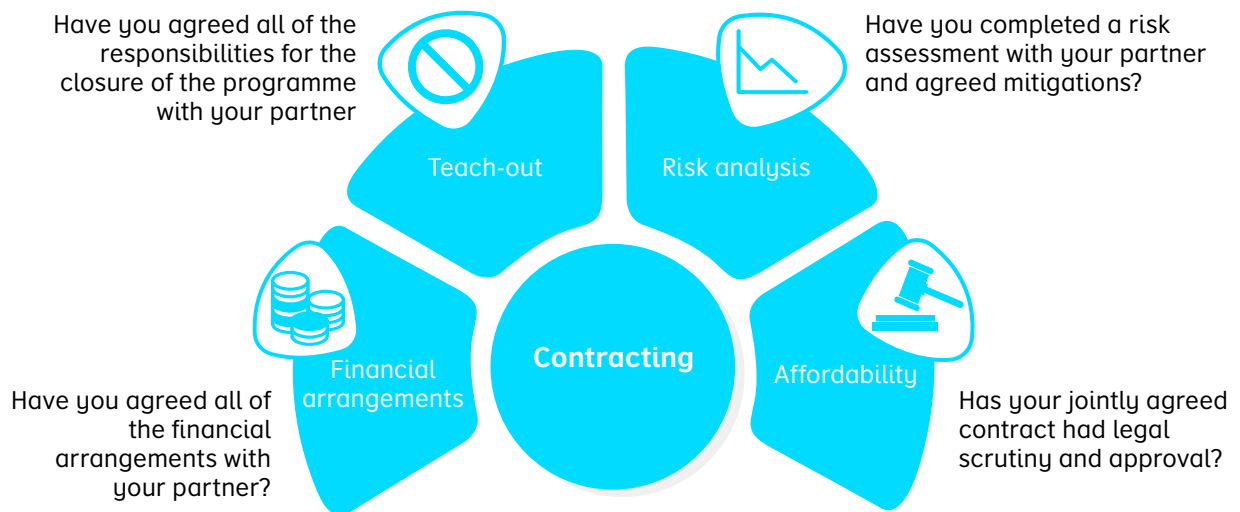 Have you agreed all of the
responsibilities for the
closure of the programme
with your partner
Have you completed a risk
assessment with your partner
and agreed mitigations?
Teach-out
Risk analysis
Contracting
Financial
arrangements
Affordability
Have you agreed all of
the financial
arrangements with
your partner?
Has your jointly agreed
contract had legal
scrutiny and approval?